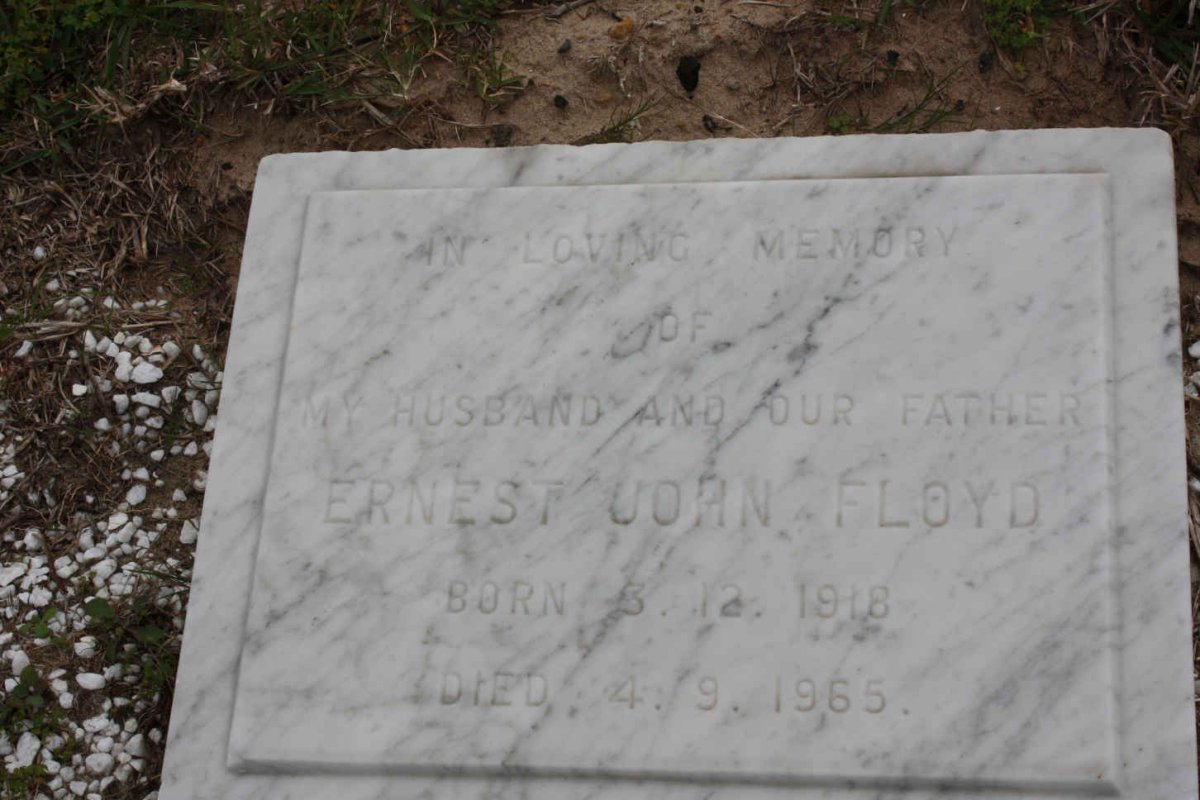 IN LOVING MEMORY
OF
MY HUSBAND AND OUR FATHER
ERNEST JOHN FLOYD
BORN 3. 12. 1918
DIED 4. 9. 1965.